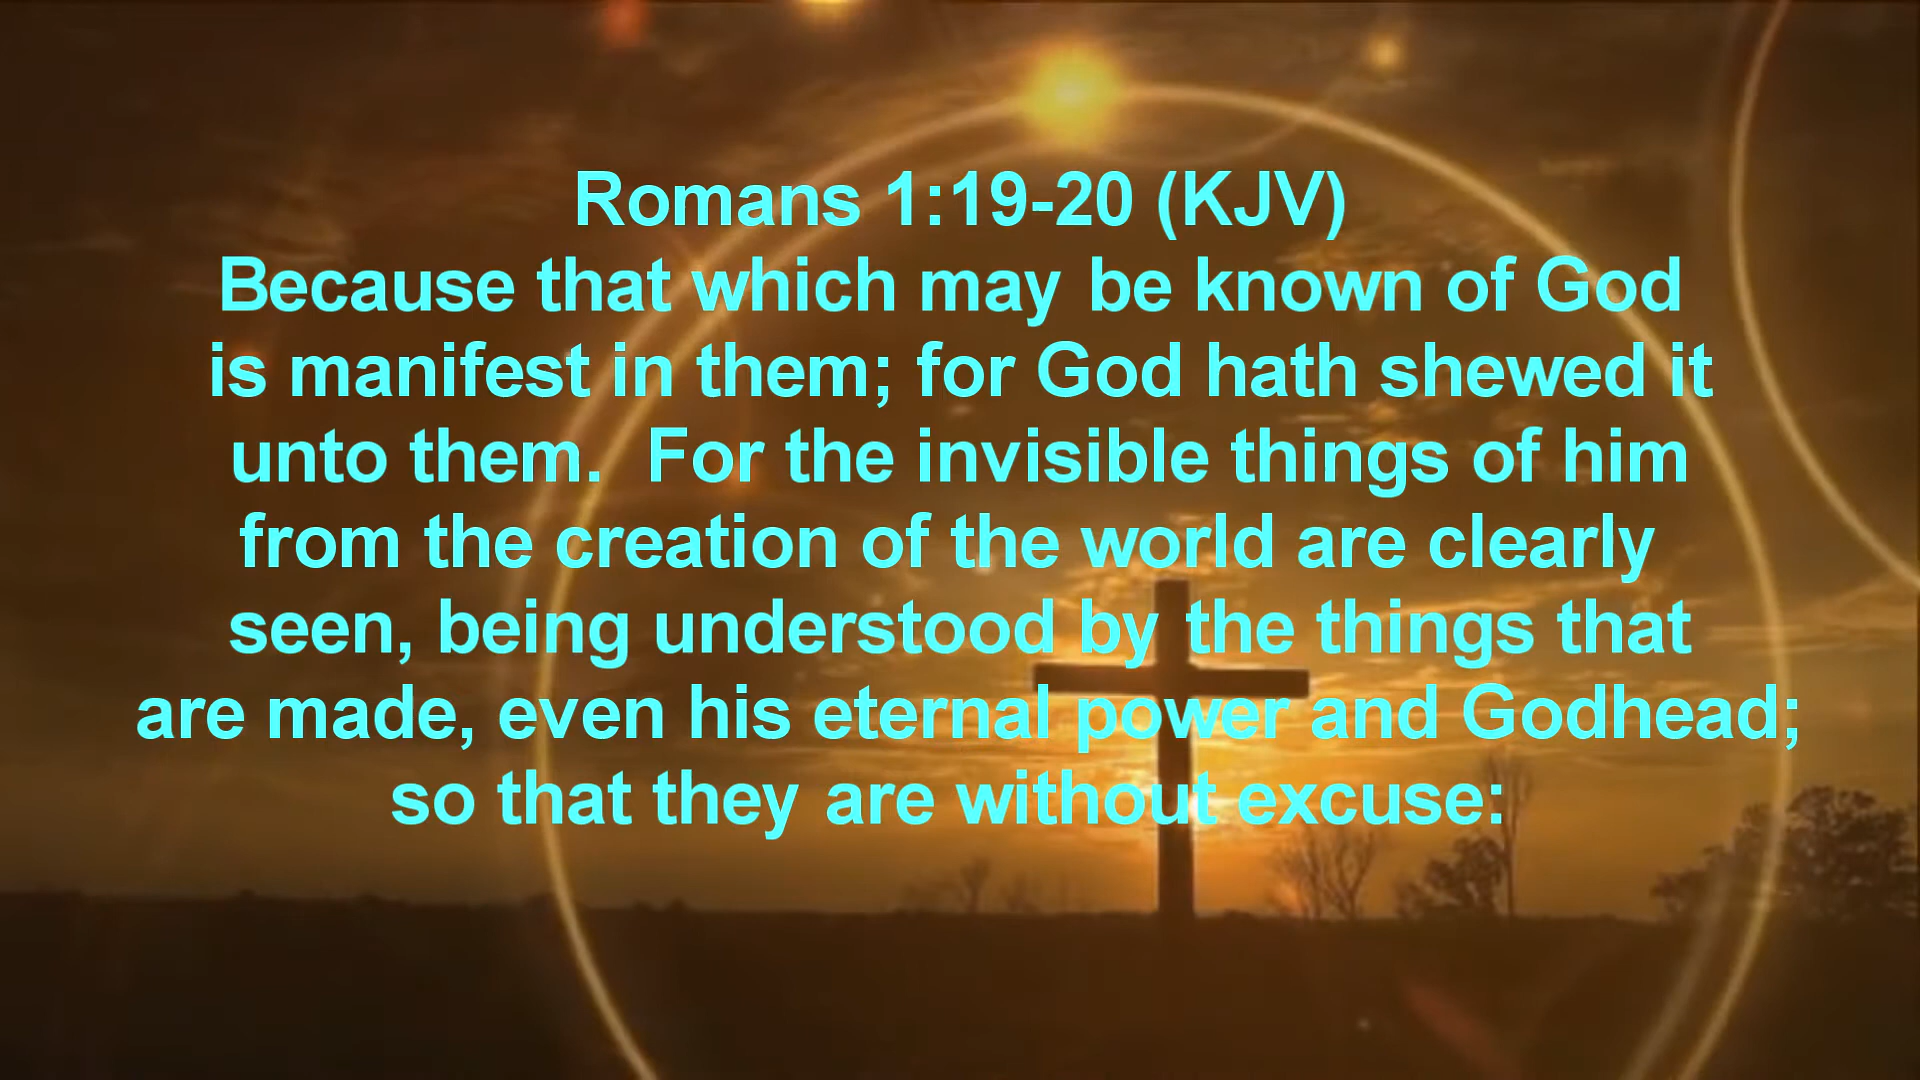 Romans 1:19-20 (KJV)
Because that which may be known of God
is manifest in them; for God hath shewed it
unto them.  For the invisible things of him
from the creation of the world are clearly
seen, being understood by the things that
are made, even his eternal power and Godhead;
so that they are without excuse: